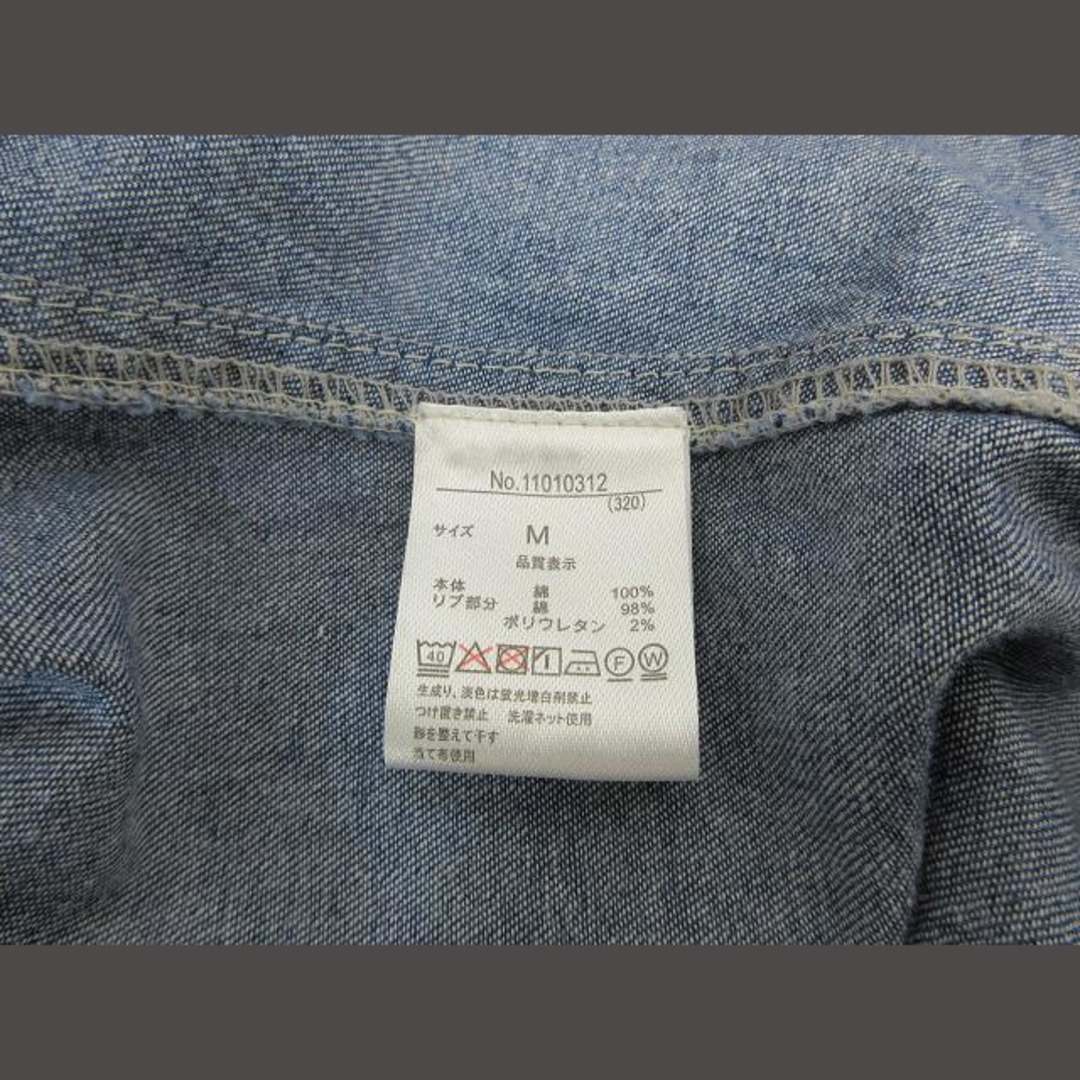 No.11010312
(320)
サイズ M
品質表示
本体 綿 100%
リブ部分 綿 98%
ポリウレタン 2%
40 F W
生成り、淡色は蛍光増白剤禁止
つけ置き禁止 洗濯ネット使用
形を整えて干す
当て布使用